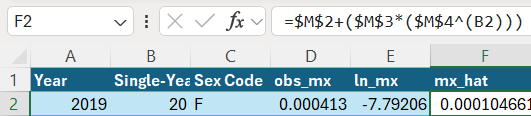 F2 fx =$M$2+($M$3*($M$4^(B2)))
A B C D E F
1 Year Single-Yea Sex Code obs_mx ln_mx mx_hat
2 2019 20 F 0.000413 -7.79206 0.000104661